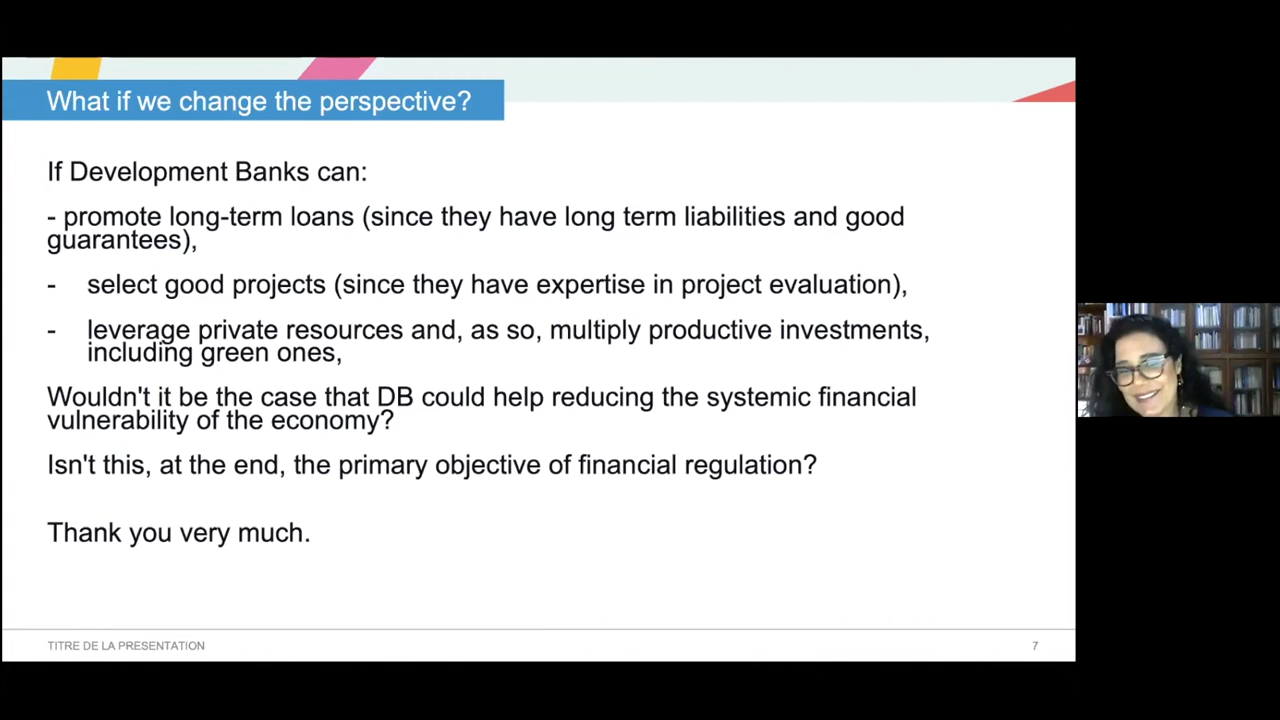 What if we change the perspective?
If Development Banks can:
- promote long-term loans (since they have long term liabilities and good
guarantees),
- select good projects (since they have expertise in project evaluation),
- leverage private resources and, as so, multiply productive investments,
including green ones,
Wouldn't it be the case that DB could help reducing the systemic financial
vulnerability of the economy?
Isn't this, at the end, the primary objective of financial regulation?
Thank you very much.
TITRE DE LA PRESENTATION
7